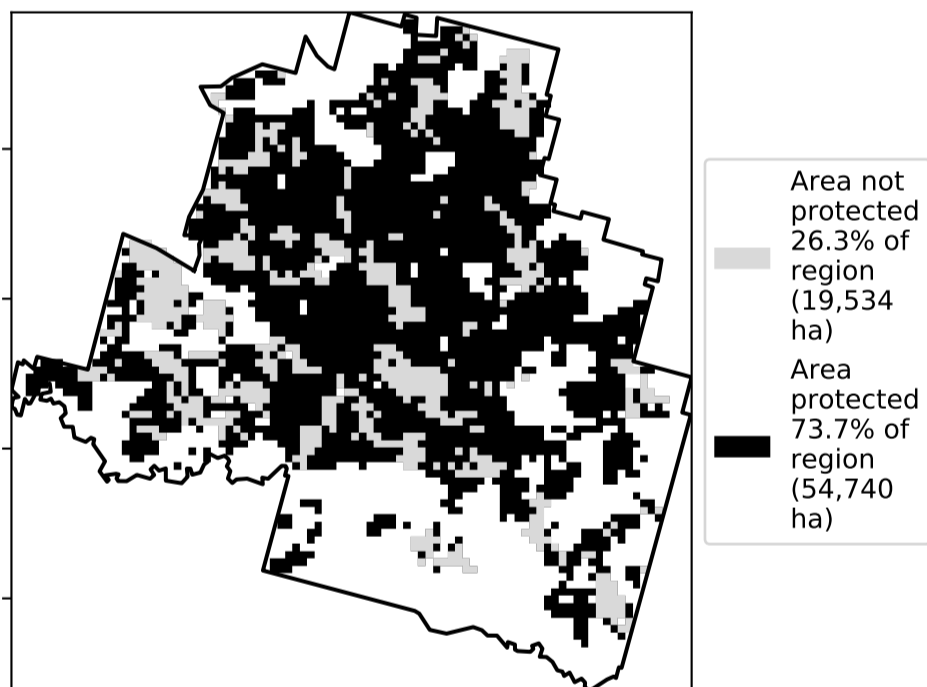 Area not
protected
26.3% of
region
(19,534
ha)
Area
protected
73.7% of
region
(54,740
ha)